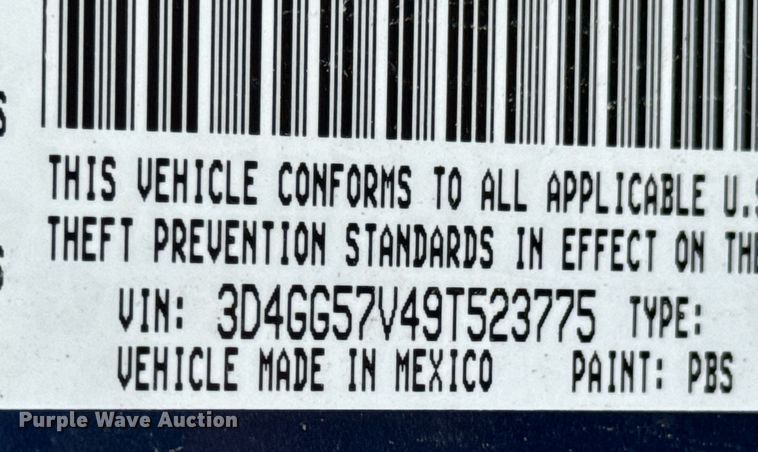 THIS VEHICLE CONFORMS TO ALL APPLICABLE U.S
THEFT PREVENTION STANDARDS IN EFFECT ON THE
VIN: 3D4GG57V49T523775 TYPE:
VEHICLE MADE IN MEXICO PAINT: PBS
Purple Wave Auction